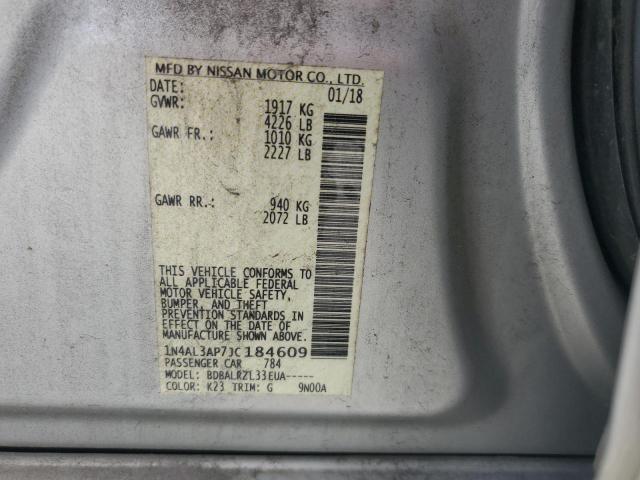 MFD BY NISSAN MOTOR CO., LTD.
DATE: 01/18
GVWR: 1917 KG
4226 LB
GAWR FR.: 1010 KG
2227 LB
GAWR RR.: 940 KG
2072 LB
THIS VEHICLE CONFORMS TO
ALL APPLICABLE FEDERAL
MOTOR VEHICLE SAFETY,
BUMPER, AND THEFT
PREVENTION STANDARDS IN
EFFECT ON THE DATE OF
MANUFACTURE SHOWN ABOVE.
1N4AL3AP7JC184609
PASSENGER CAR 784
MODEL: BDBALRZL33EUA-----
COLOR: K23 TRIM: G 9N00A